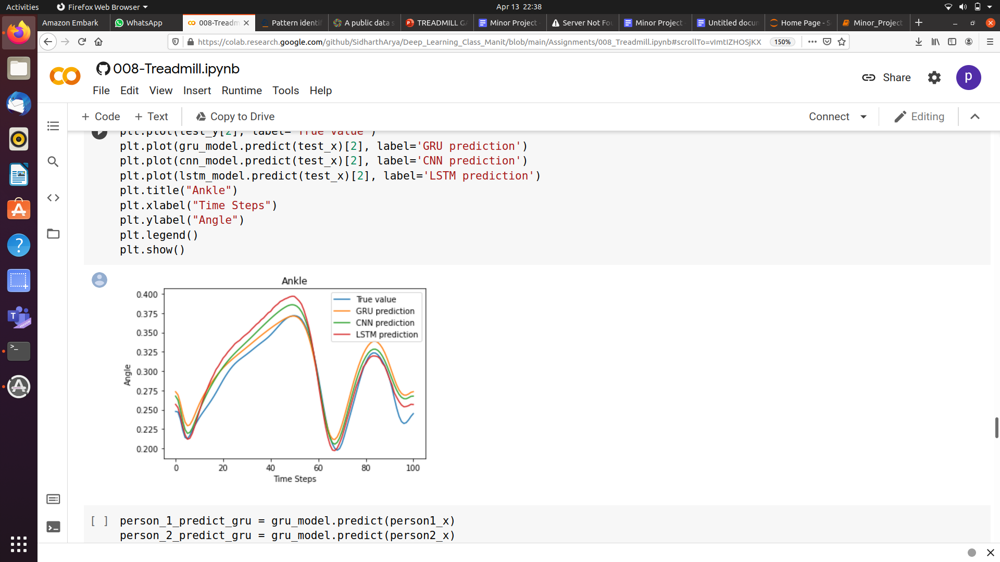 Activities
Firefox Web Browser
Apr 13 22:38
Amazon Embark
WhatsApp
008-Treadm
Pattern identif
A public data s
TREADMILL GA
Minor Project -
Server Not Fou
Minor Project -
Untitled docum
Home Page - S
Minor_Project
https://colab.research.google.com/github/SidharthArya/Deep_Learning_Class_Manit/blob/main/Assignments/008_Treadmill.ipynb#scrollTo=vImtIZHOSjKX
150%
008-Treadmill.ipynb
Share
p
File Edit View Insert Runtime Tools Help
+ Code + Text
Copy to Drive
Connect
Editing
plt.plot(test_y[2], label='True value')
plt.plot(gru_model.predict(test_x)[2], label='GRU prediction')
plt.plot(cnn_model.predict(test_x)[2], label='CNN prediction')
plt.plot(lstm_model.predict(test_x)[2], label='LSTM prediction')
plt.title("Ankle")
plt.xlabel("Time Steps")
plt.ylabel("Angle")
plt.legend()
plt.show()
Ankle
0.400
0.375
0.350
0.325
0.300
0.275
0.250
0.225
0.200
Angle
True value
GRU prediction
CNN prediction
LSTM prediction
0 20 40 60 80 100
Time Steps
[ ] person_1_predict_gru = gru_model.predict(person1_x)
person_2_predict_gru = gru_model.predict(person2_x)